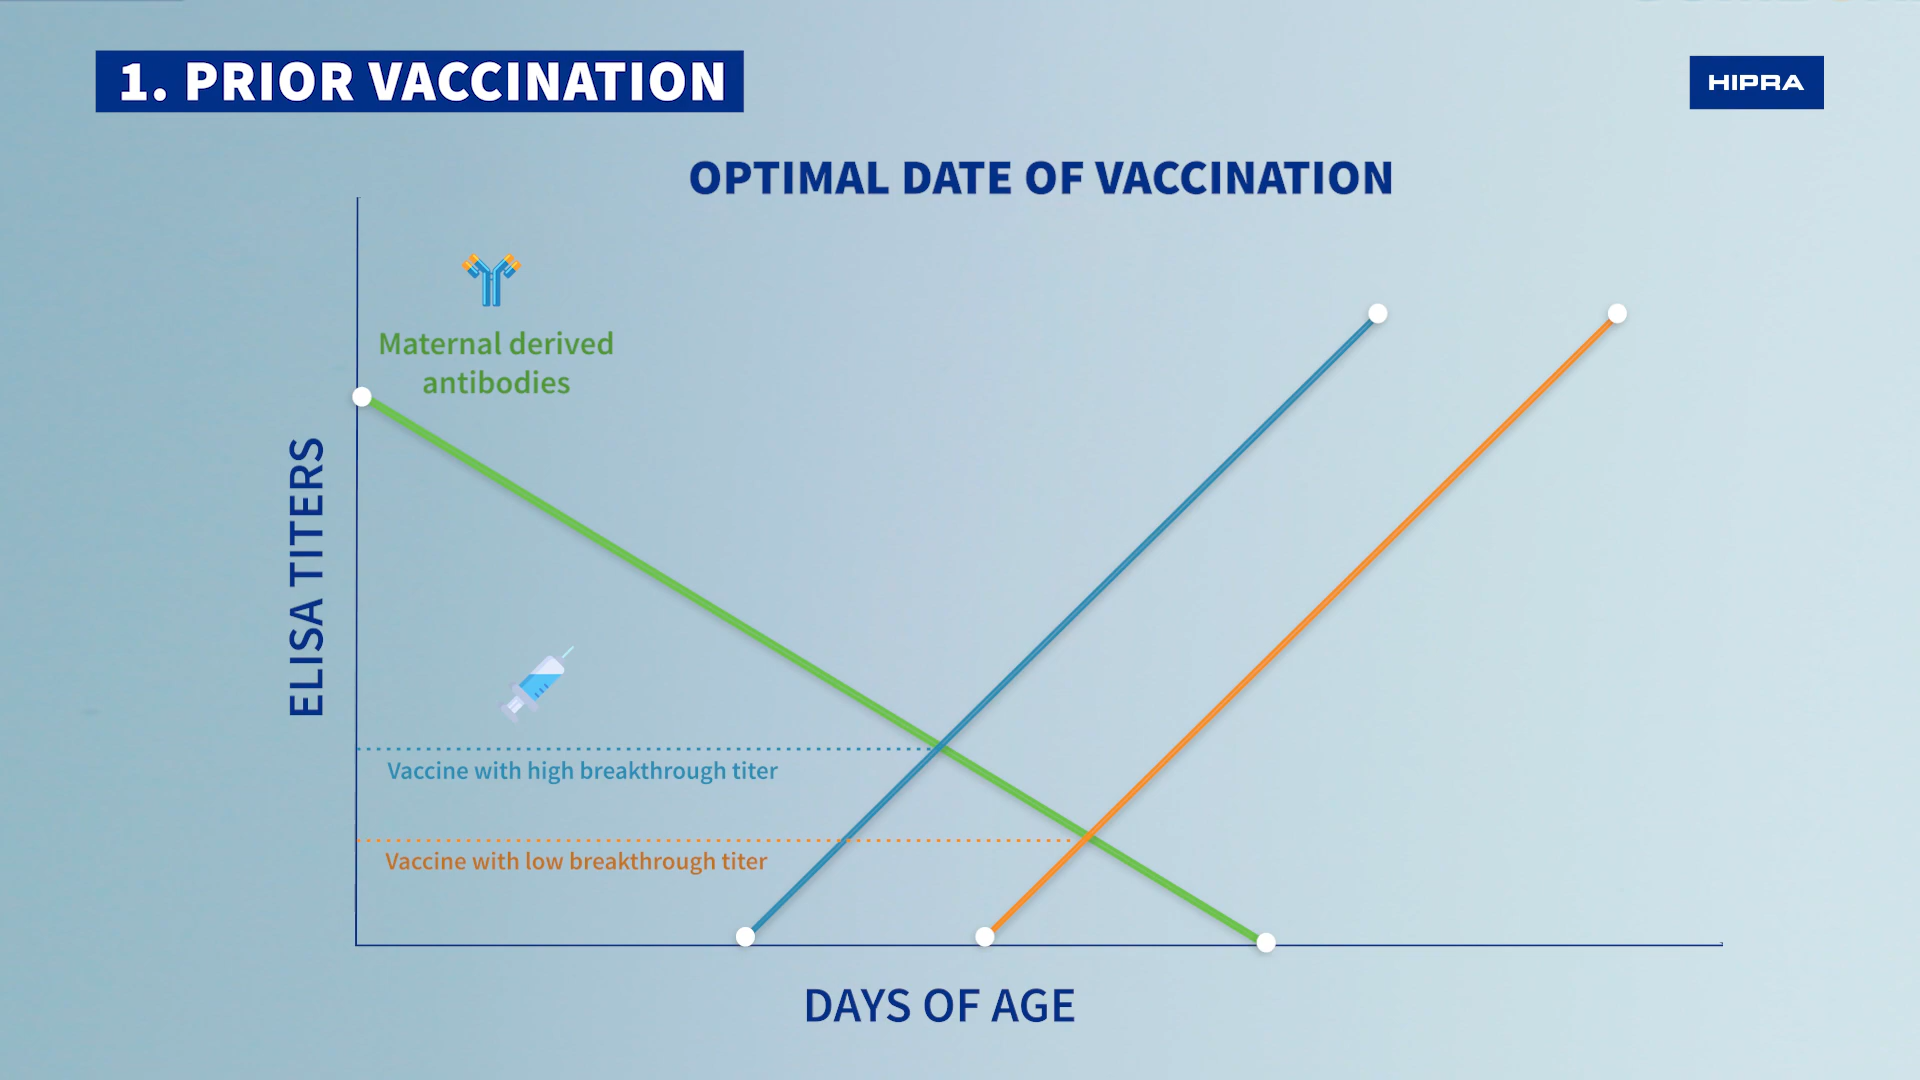 1. PRIOR VACCINATION
HIPRA
OPTIMAL DATE OF VACCINATION
Maternal derived
antibodies
ELISA TITERS
Vaccine with high breakthrough titer
Vaccine with low breakthrough titer
DAYS OF AGE